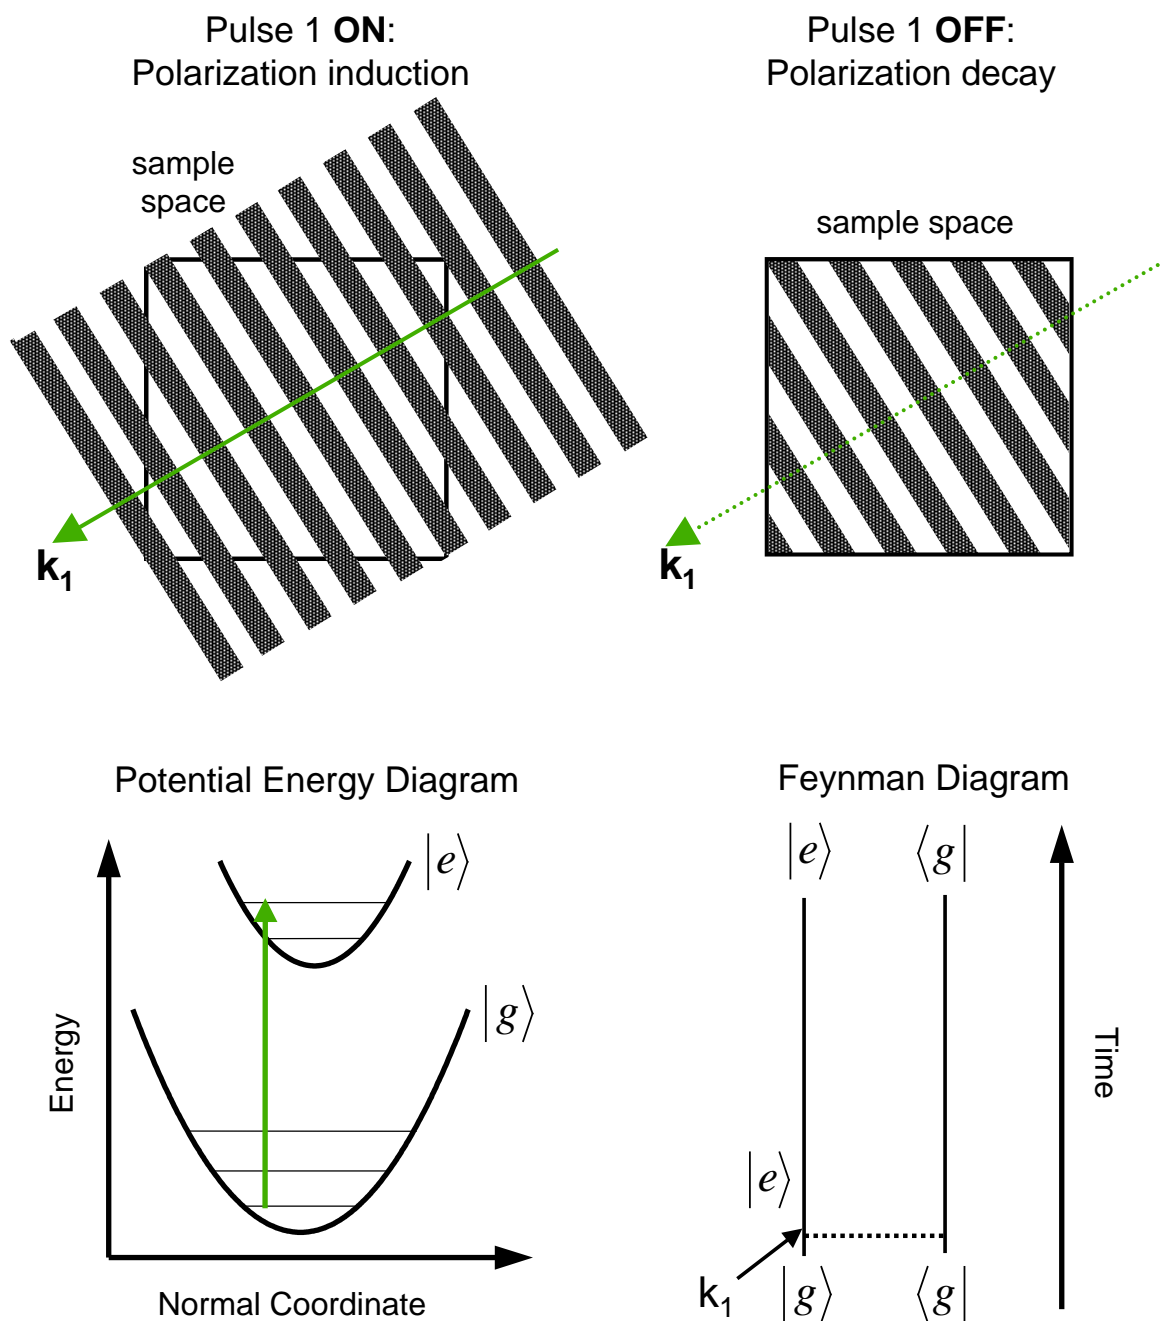 Pulse 1 ON:
Polarization induction
Pulse 1 OFF:
Polarization decay
sample
space
sample space
k₁
k₁
Potential Energy Diagram
|e⟩
|g⟩
Energy
Normal Coordinate
Feynman Diagram
|e⟩ ⟨g|
|e⟩
k₁
|g⟩ ⟨g|
Time